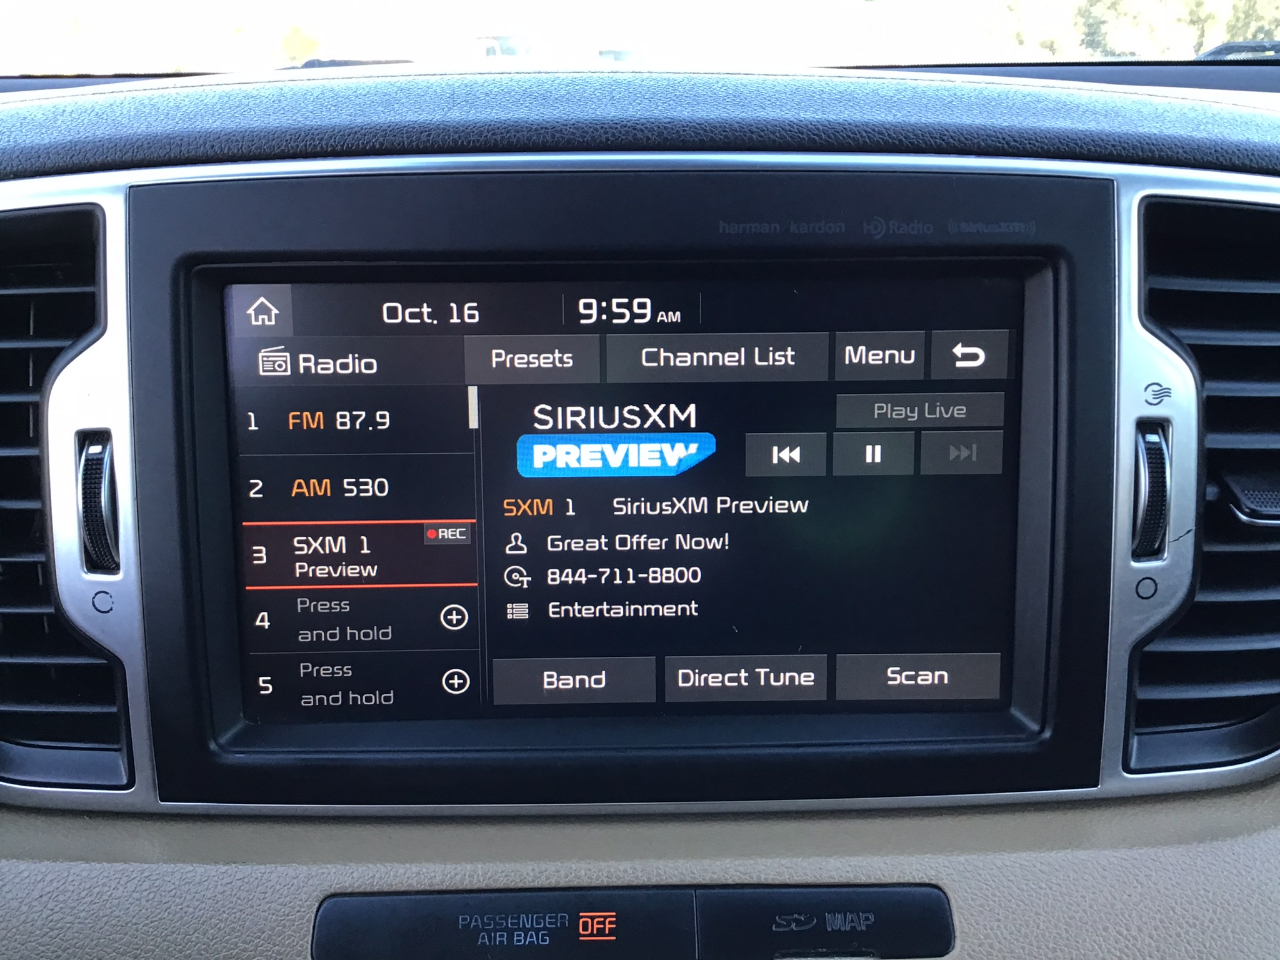 harman/kardon HD Radio ((SiriusXM))
Oct. 16 9:59 AM
Radio Presets Channel List Menu
1 FM 87.9
2 AM 530
3 SXM 1 REC
Preview
4 Press
and hold
5 Press
and hold
SIRIUSXM
PREVIEW
Play Live
SXM 1 SiriusXM Preview
Great Offer Now!
844-711-8800
Entertainment
Band Direct Tune Scan
PASSENGER
AIR BAG OFF
SD MAP